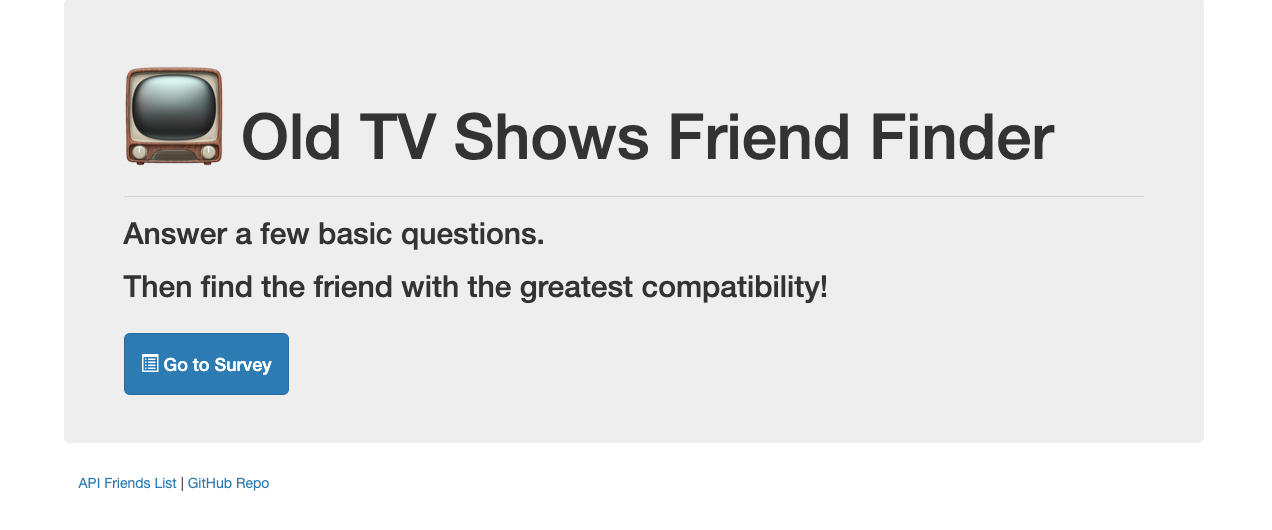 Old TV Shows Friend Finder
Answer a few basic questions.
Then find the friend with the greatest compatibility!
Go to Survey
API Friends List | GitHub Repo